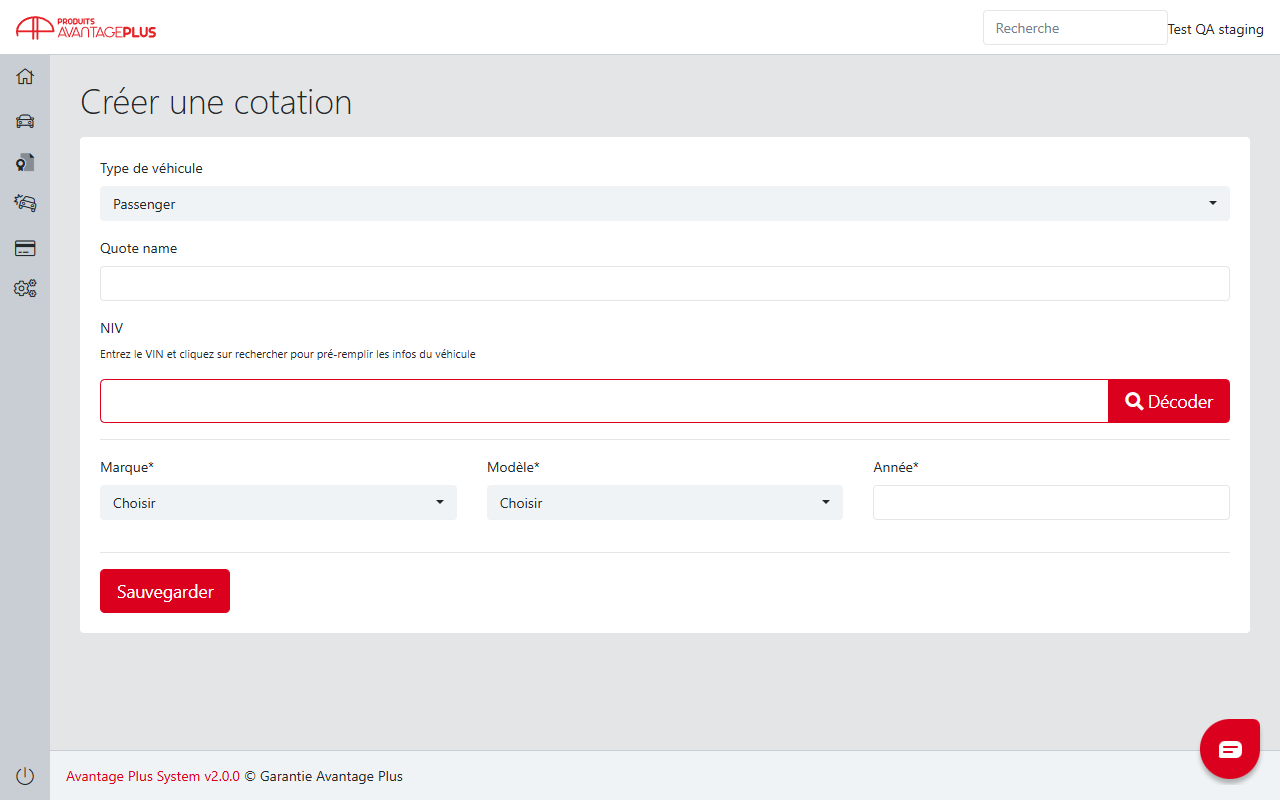 PRODUITS
AVANTAGEPLUS
Recherche
Test QA staging
Créer une cotation
Type de véhicule
Passenger
Quote name
NIV
Entrez le VIN et cliquez sur rechercher pour pré-remplir les infos du véhicule
Décoder
Marque* Modèle* Année*
Choisir Choisir
Sauvegarder
Avantage Plus System v2.0.0 © Garantie Avantage Plus